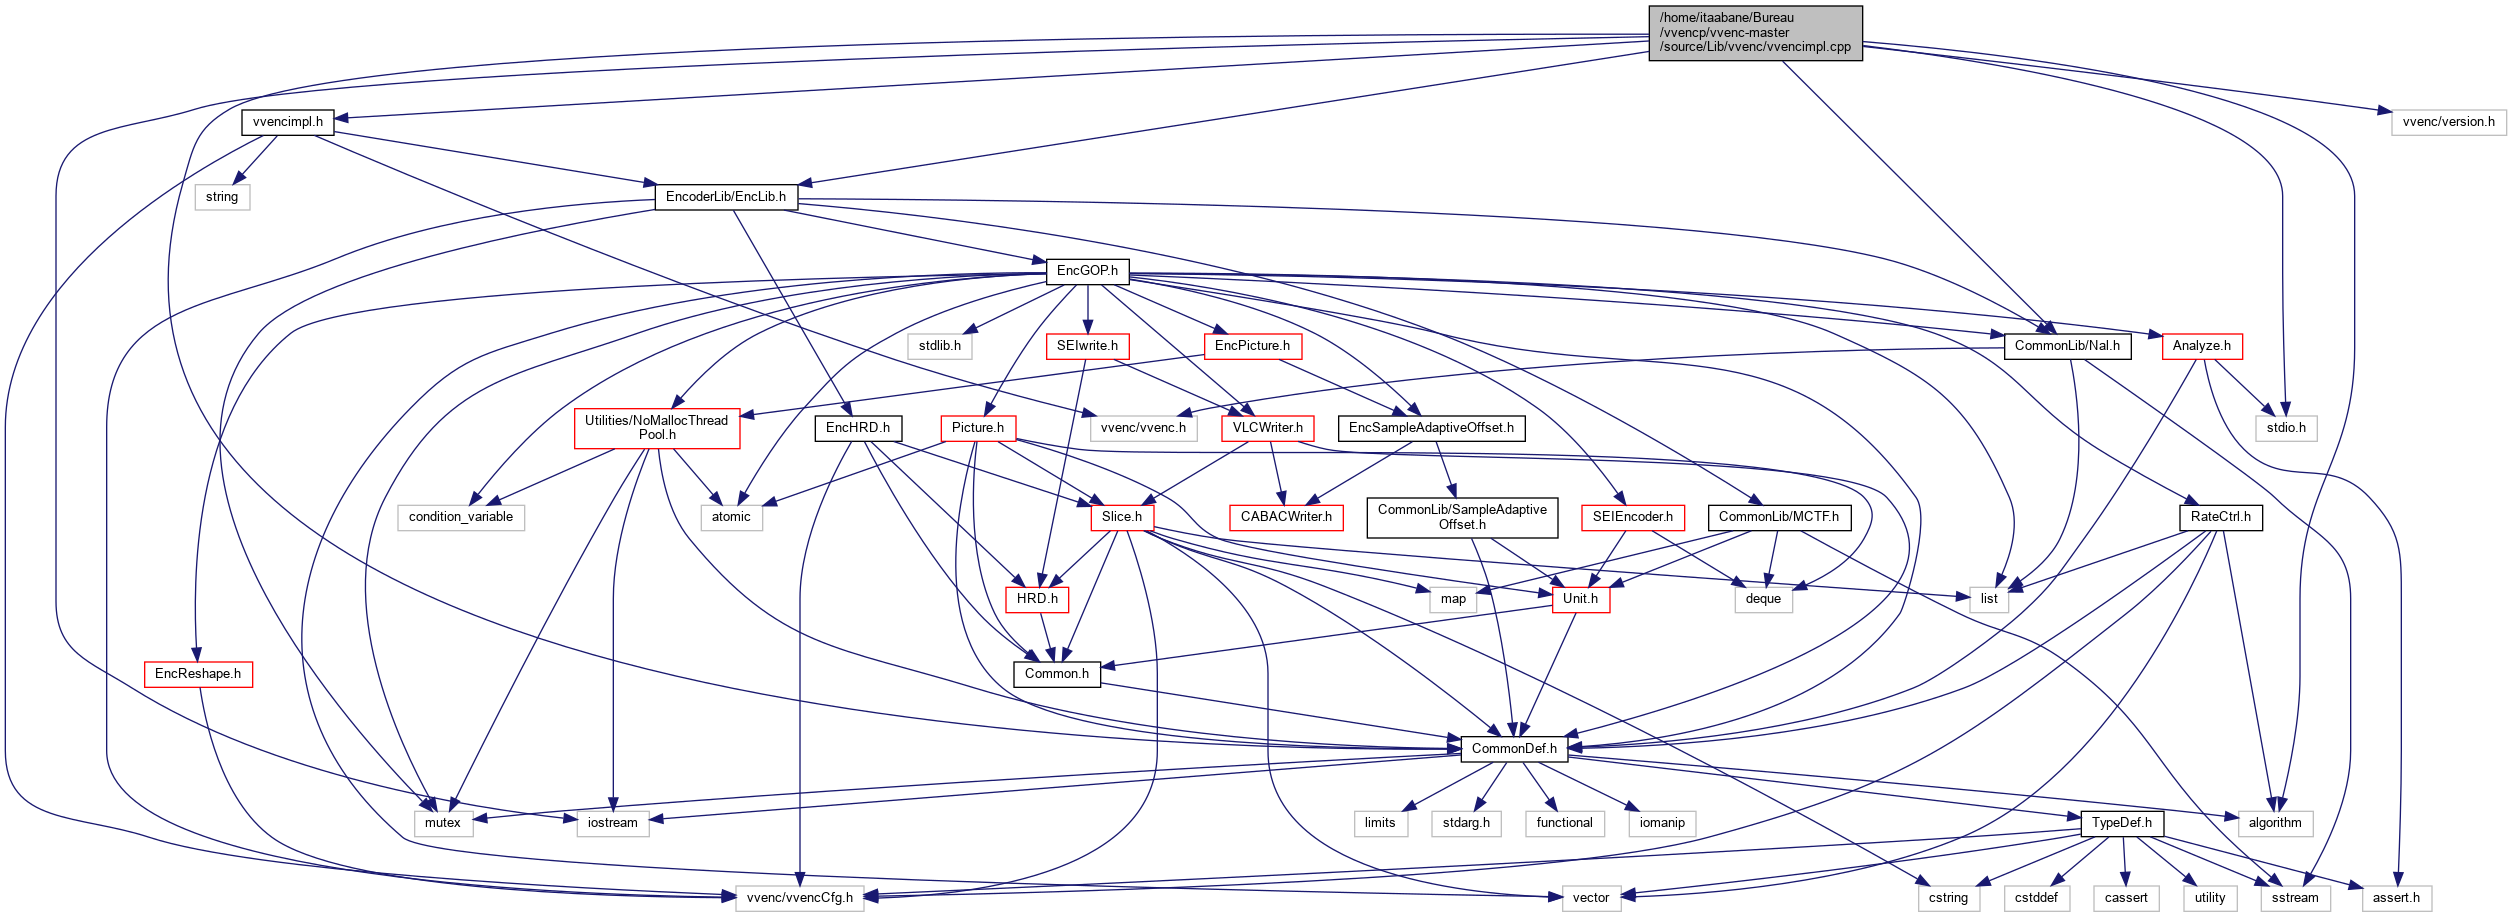 /home/itaabane/Bureau
/vvencp/vvenc-master
/source/Lib/vvenc/vvencimpl.cpp
vvencimpl.h
vvenc/version.h
string
EncoderLib/EncLib.h
EncGOP.h
stdlib.h
SEIwrite.h
EncPicture.h
CommonLib/Nal.h
Analyze.h
Utilities/NoMallocThread
Pool.h
EncHRD.h
Picture.h
vvenc/vvenc.h
VLCWriter.h
EncSampleAdaptiveOffset.h
stdio.h
condition_variable
atomic
Slice.h
CABACWriter.h
CommonLib/SampleAdaptive
Offset.h
SEIEncoder.h
CommonLib/MCTF.h
RateCtrl.h
HRD.h
map
Unit.h
deque
list
EncReshape.h
Common.h
CommonDef.h
mutex
iostream
limits
stdarg.h
functional
iomanip
TypeDef.h
algorithm
vvenc/vvencCfg.h
vector
cstring
cstddef
cassert
utility
sstream
assert.h